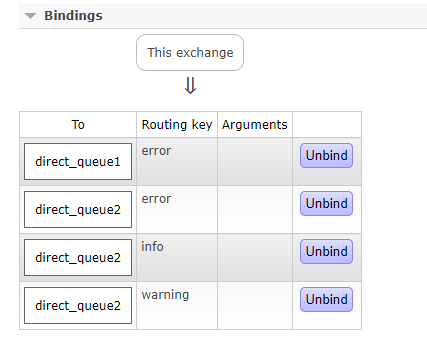 Bindings
This exchange
⇓
To Routing key Arguments
direct_queue1 error Unbind
direct_queue2 error Unbind
direct_queue2 info Unbind
direct_queue2 warning Unbind